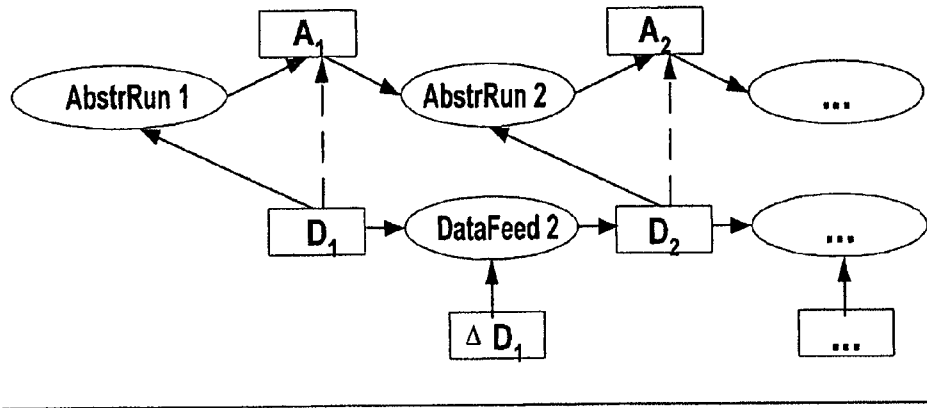 A₁
A₂
AbstrRun 1
AbstrRun 2
...
D₁
DataFeed 2
D₂
...
Δ D₁
...